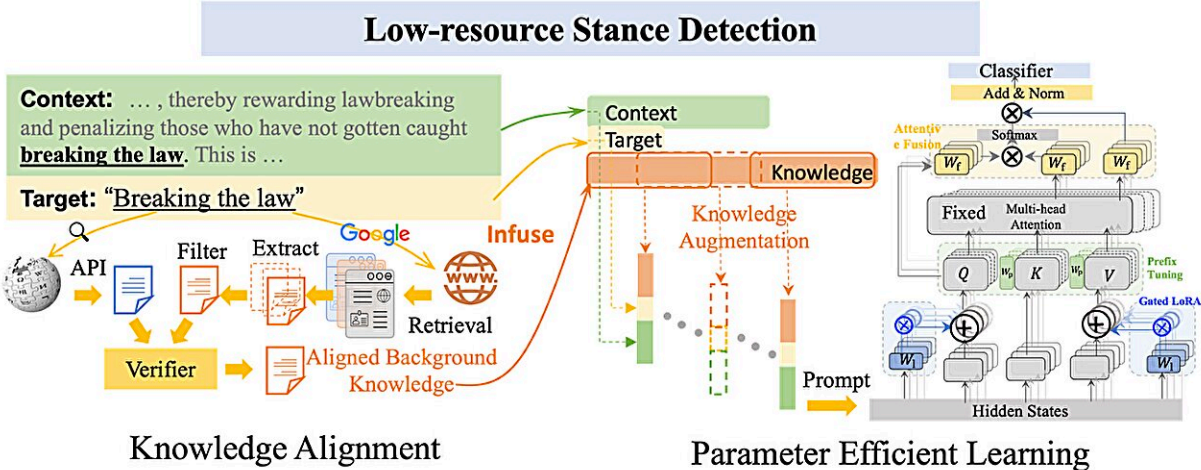 Low-resource Stance Detection
Context: … , thereby rewarding lawbreaking
and penalizing those who have not gotten caught
breaking the law. This is …
Target: “Breaking the law”
API
Filter
Extract
Google
www.
Retrieval
Infuse
Verifier
Aligned Background
Knowledge
Knowledge Alignment
Context
Target
Knowledge
Knowledge
Augmentation
Prompt
Parameter Efficient Learning
Classifier
Add & Norm
Softmax
Attentiv
e Fusion
Wf
Wf
Wf
Fixed
Multi-head
Attention
Q
Wp
K
Wp
V
Prefix
Tuning
Gated LoRA
W1
W1
Hidden States